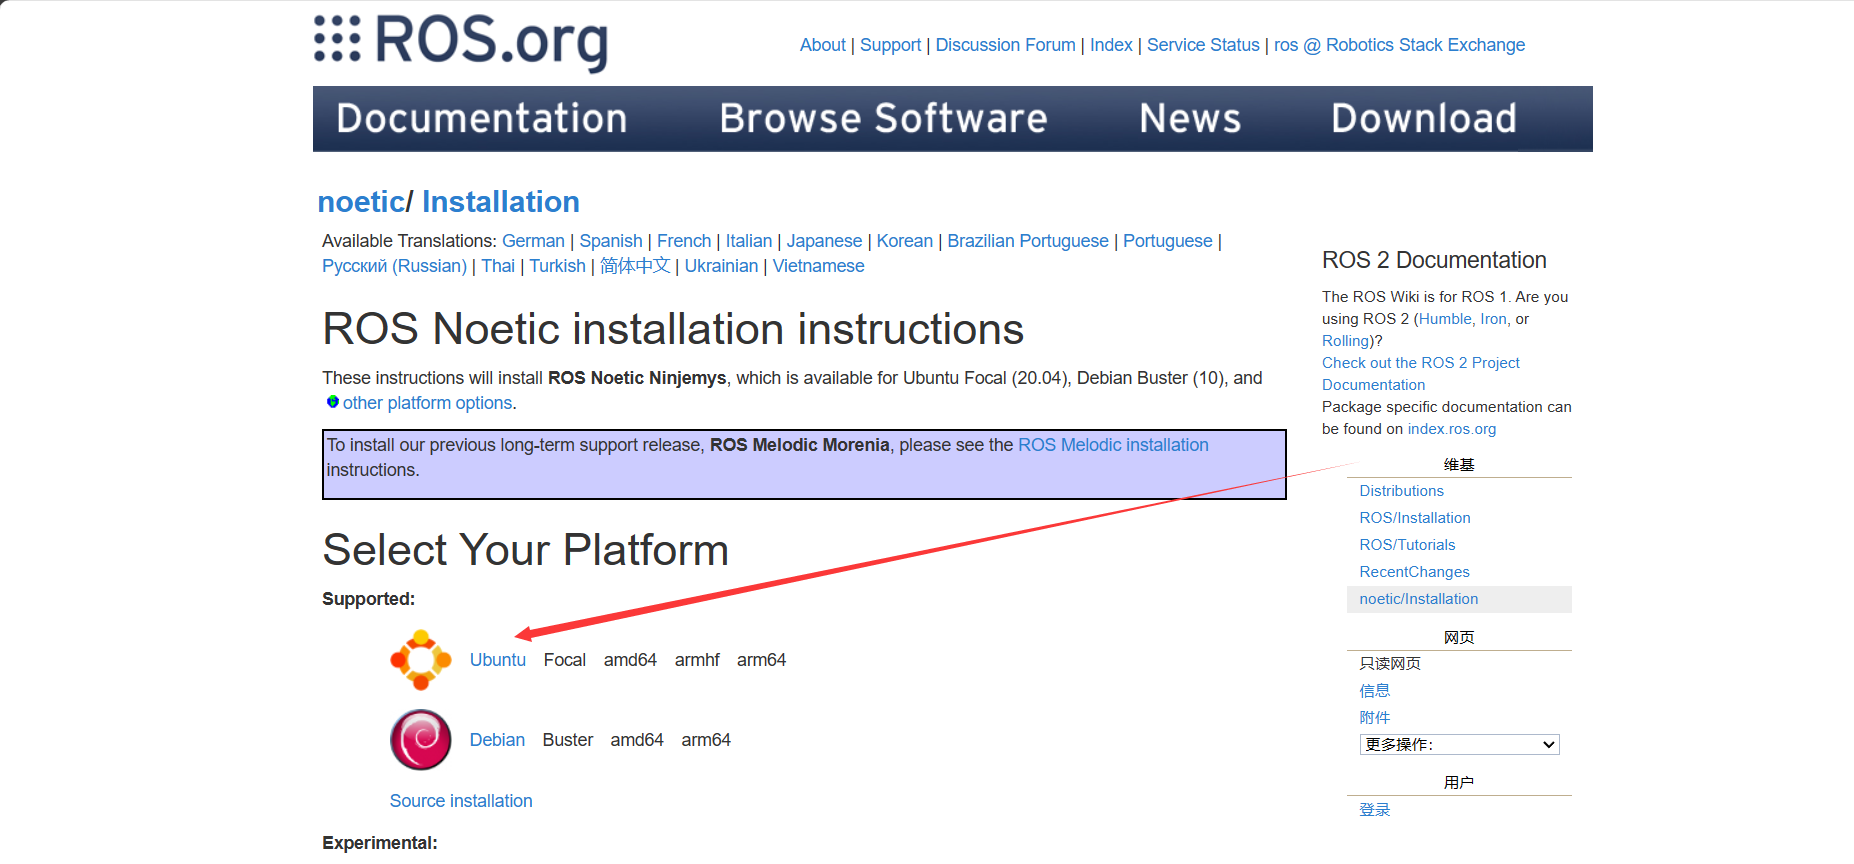 ROS.org
About | Support | Discussion Forum | Index | Service Status | ros @ Robotics Stack Exchange
Documentation Browse Software News Download
noetic/ Installation
Available Translations: German | Spanish | French | Italian | Japanese | Korean | Brazilian Portuguese | Portuguese |
Русский (Russian) | Thai | Turkish | 简体中文 | Ukrainian | Vietnamese
ROS Noetic installation instructions
These instructions will install ROS Noetic Ninjemys, which is available for Ubuntu Focal (20.04), Debian Buster (10), and
other platform options.
To install our previous long-term support release, ROS Melodic Morenia, please see the ROS Melodic installation
instructions.
Select Your Platform
Supported:
Ubuntu Focal amd64 armhf arm64
Debian Buster amd64 arm64
Source installation
Experimental:
ROS 2 Documentation
The ROS Wiki is for ROS 1. Are you
using ROS 2 (Humble, Iron, or
Rolling)?
Check out the ROS 2 Project
Documentation
Package specific documentation can
be found on index.ros.org
维基
Distributions
ROS/Installation
ROS/Tutorials
RecentChanges
noetic/Installation
网页
只读网页
信息
附件
更多操作:
用户
登录